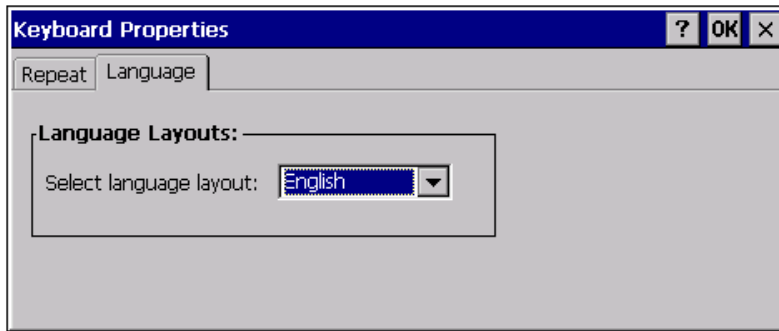 Keyboard Properties ? OK ×
Repeat Language
Language Layouts:
Select language layout: English